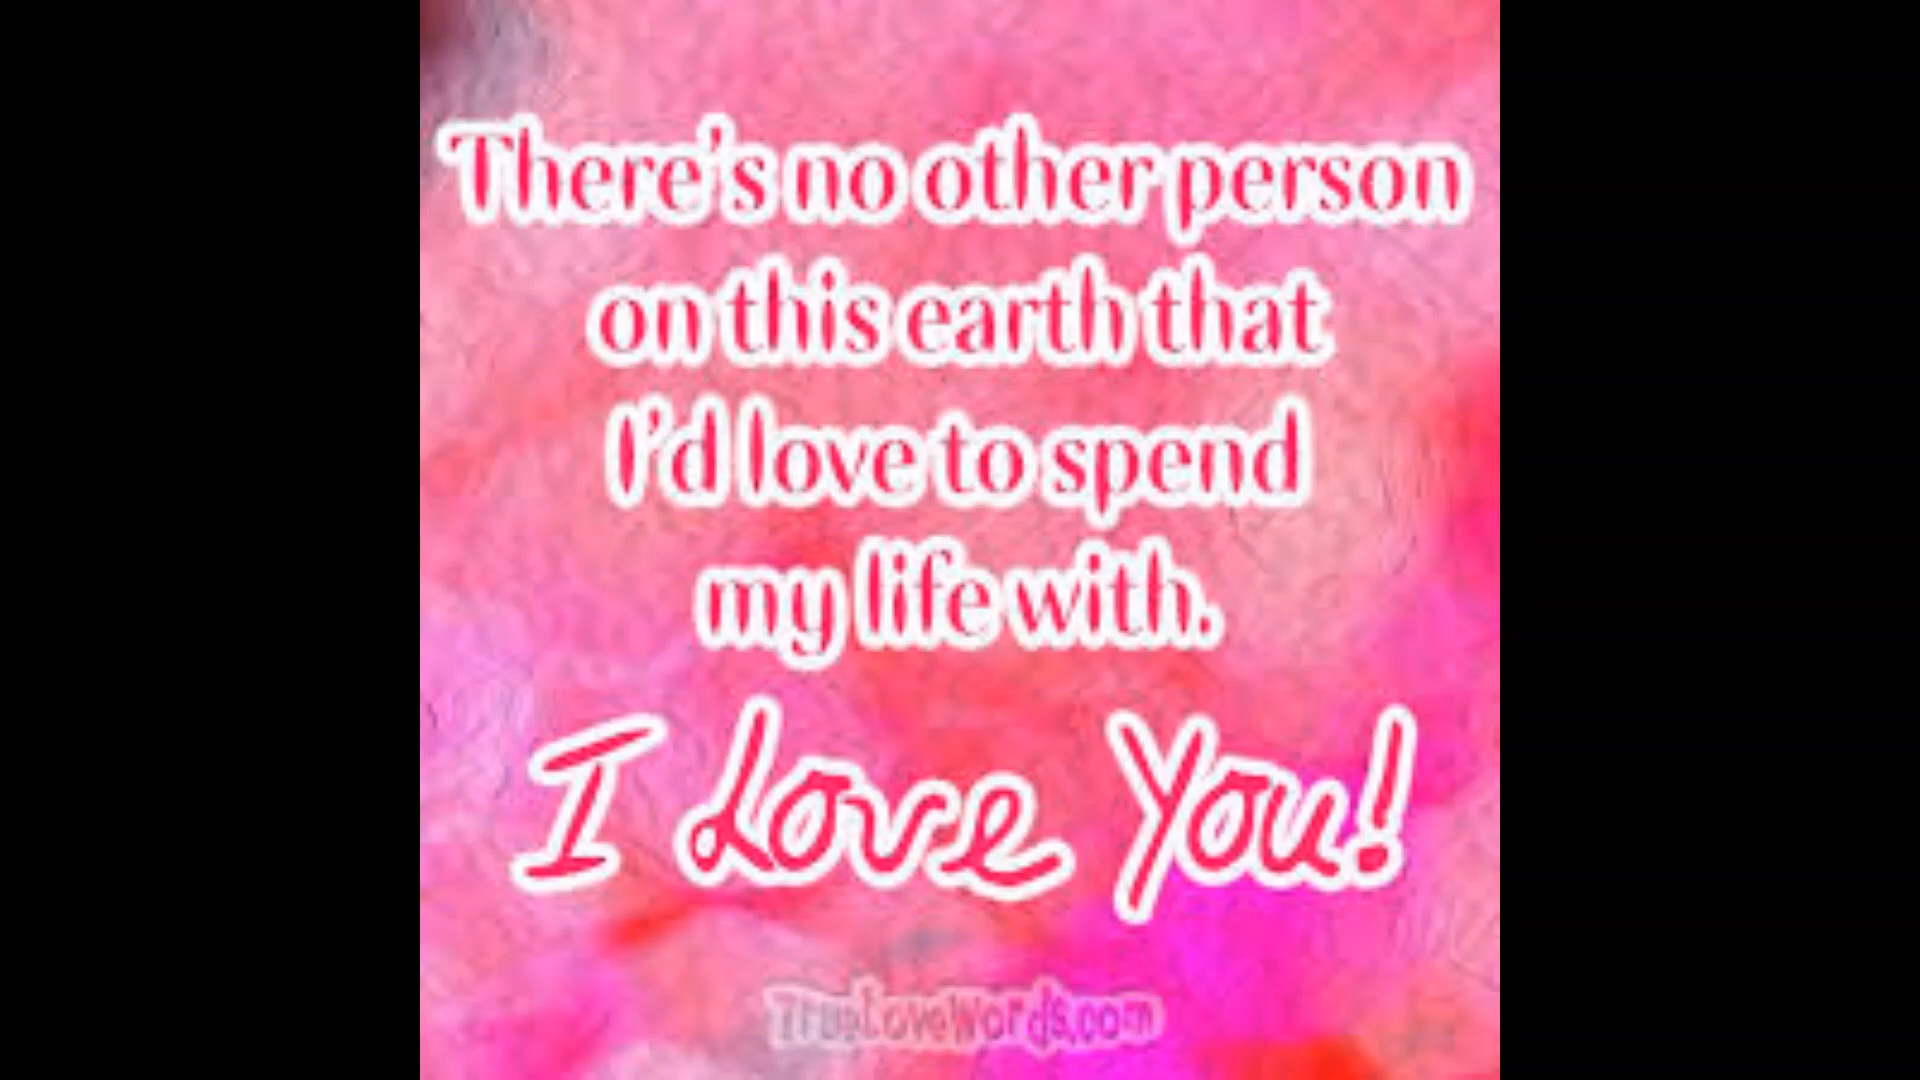 There's no other person
on this earth that
I'd love to spend
my life with.
I Love You!
TrueLoveWords.com